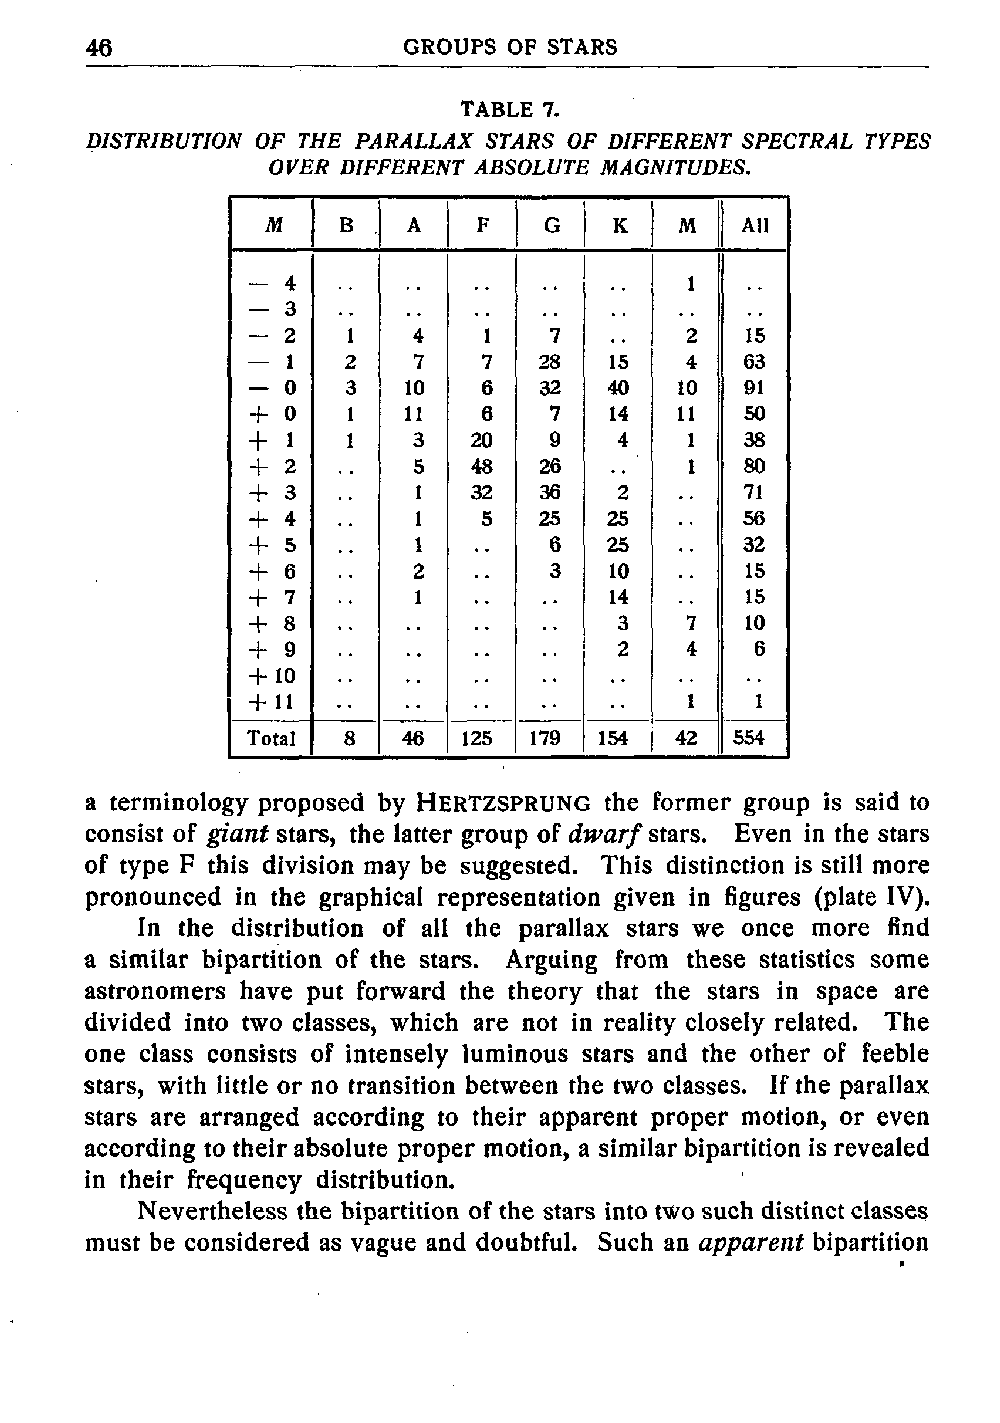 46 GROUPS OF STARS
TABLE 7.
DISTRIBUTION OF THE PARALLAX STARS OF DIFFERENT SPECTRAL TYPES
OVER DIFFERENT ABSOLUTE MAGNITUDES.
M B A F G K M All
— 4 .. .. .. .. .. 1 ..
— 3 .. .. .. .. .. .. ..
— 2 1 4 1 7 .. 2 15
— 1 2 7 7 28 15 4 63
— 0 3 10 6 32 40 10 91
+ 0 1 11 6 7 14 11 50
+ 1 1 3 20 9 4 1 38
+ 2 .. 5 48 26 .. 1 80
+ 3 .. 1 32 36 2 .. 71
+ 4 .. 1 5 25 25 .. 56
+ 5 .. 1 .. 6 25 .. 32
+ 6 .. 2 .. 3 10 .. 15
+ 7 .. 1 .. .. 14 .. 15
+ 8 .. .. .. .. 3 7 10
+ 9 .. .. .. .. 2 4 6
+ 10 .. .. .. .. .. .. ..
+ 11 .. .. .. .. .. 1 1
Total 8 46 125 179 154 42 554
a terminology proposed by HERTZSPRUNG the former group is said to
consist of giant stars, the latter group of dwarf stars. Even in the stars
of type F this division may be suggested. This distinction is still more
pronounced in the graphical representation given in figures (plate IV).
In the distribution of all the parallax stars we once more find
a similar bipartition of the stars. Arguing from these statistics some
astronomers have put forward the theory that the stars in space are
divided into two classes, which are not in reality closely related. The
one class consists of intensely luminous stars and the other of feeble
stars, with little or no transition between the two classes. If the parallax
stars are arranged according to their apparent proper motion, or even
according to their absolute proper motion, a similar bipartition is revealed
in their frequency distribution.
Nevertheless the bipartition of the stars into two such distinct classes
must be considered as vague and doubtful. Such an apparent bipartition